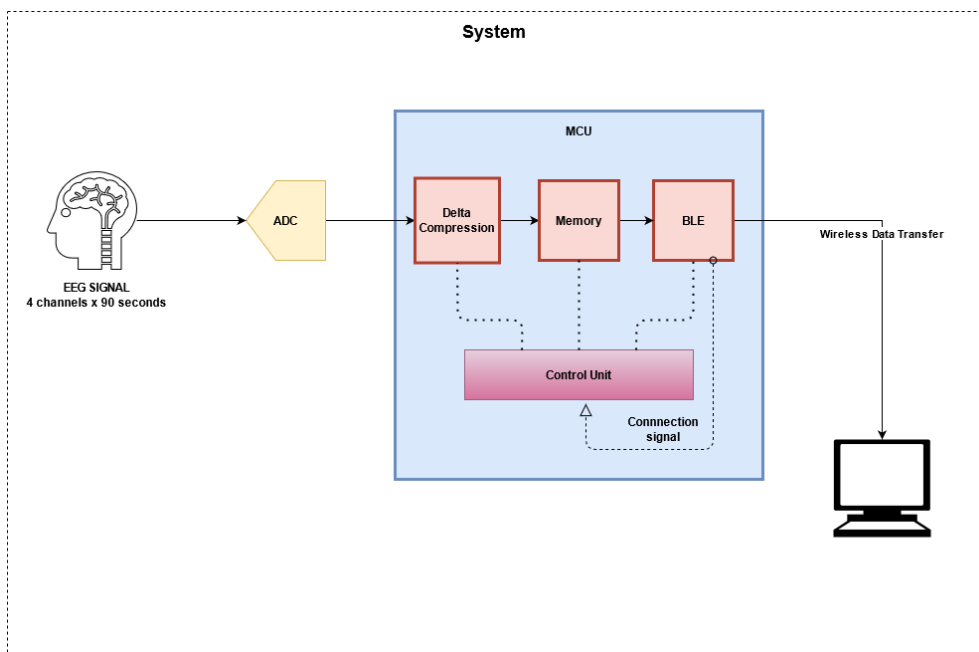 System
MCU
ADC
Delta
Compression
Memory
BLE
Wireless Data Transfer
EEG SIGNAL
4 channels x 90 seconds
Control Unit
Connnection
signal